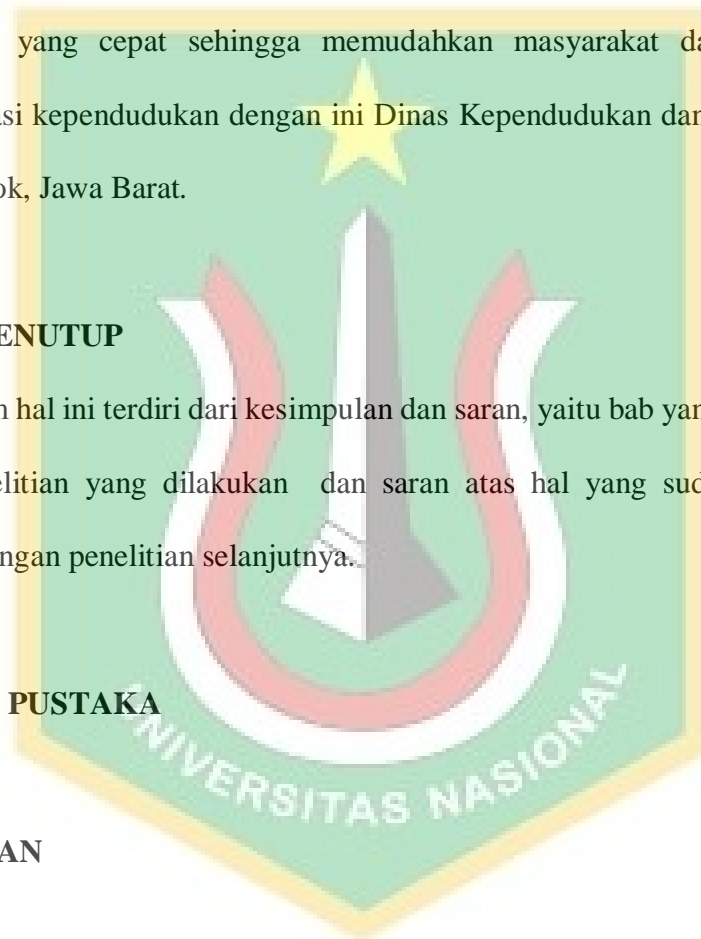 yang cepat sehingga memudahkan masyarakat da
asi kependudukan dengan ini Dinas Kependudukan dan
ok, Jawa Barat.
ENUTUP
n hal ini terdiri dari kesimpulan dan saran, yaitu bab yan
elitian yang dilakukan dan saran atas hal yang sud
ngan penelitian selanjutnya.
PUSTAKA
UNIVERSITAS NASIONAL
AN